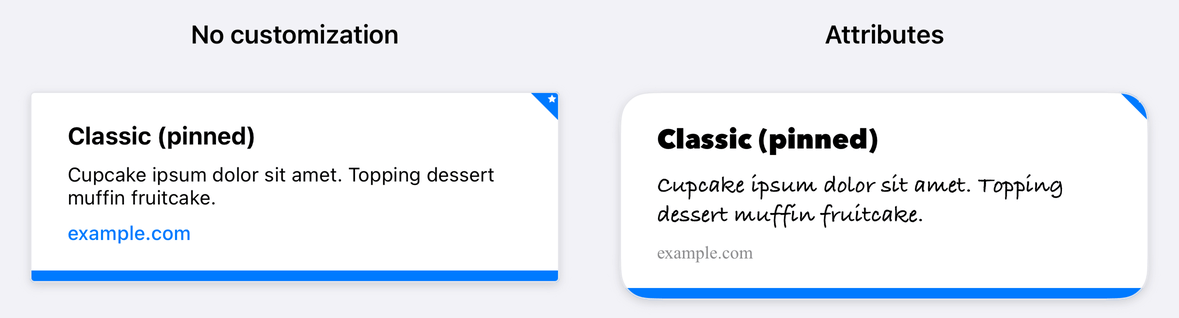 No customization
Attributes
Classic (pinned)
Cupcake ipsum dolor sit amet. Topping dessert
muffin fruitcake.
example.com
Classic (pinned)
Cupcake ipsum dolor sit amet. Topping
dessert muffin fruitcake.
example.com